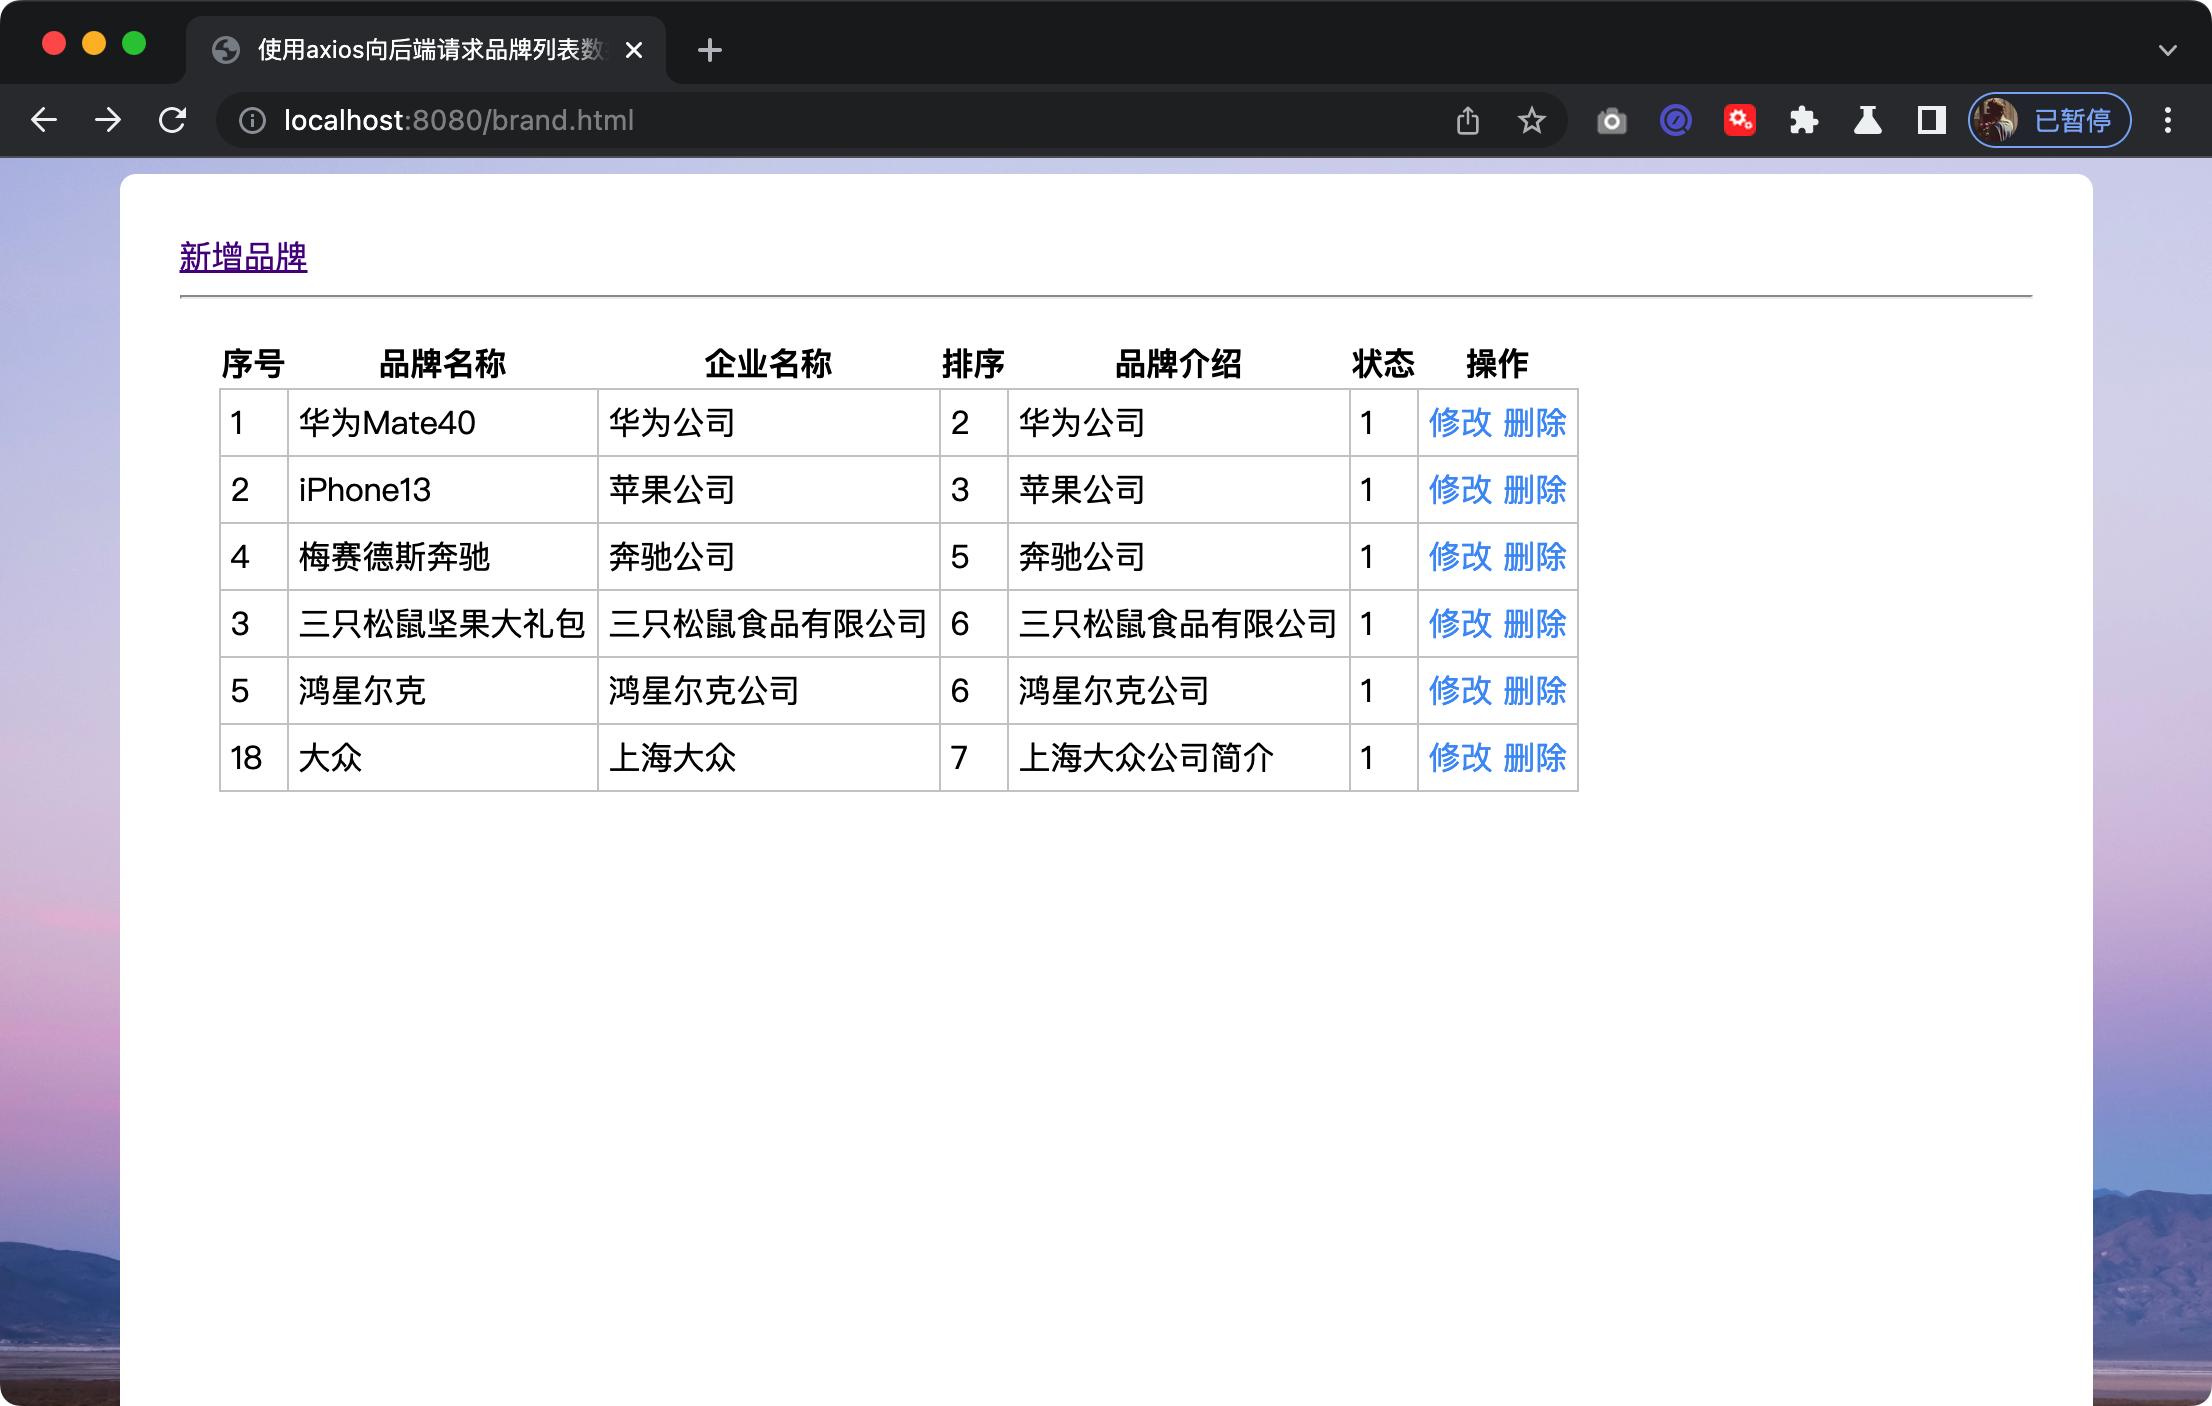 使用axios向后端请求品牌列表数
localhost:8080/brand.html
已暂停
新增品牌
序号 品牌名称 企业名称 排序 品牌介绍 状态 操作
1 华为Mate40 华为公司 2 华为公司 1 修改 删除
2 iPhone13 苹果公司 3 苹果公司 1 修改 删除
4 梅赛德斯奔驰 奔驰公司 5 奔驰公司 1 修改 删除
3 三只松鼠坚果大礼包 三只松鼠食品有限公司 6 三只松鼠食品有限公司 1 修改 删除
5 鸿星尔克 鸿星尔克公司 6 鸿星尔克公司 1 修改 删除
18 大众 上海大众 7 上海大众公司简介 1 修改 删除